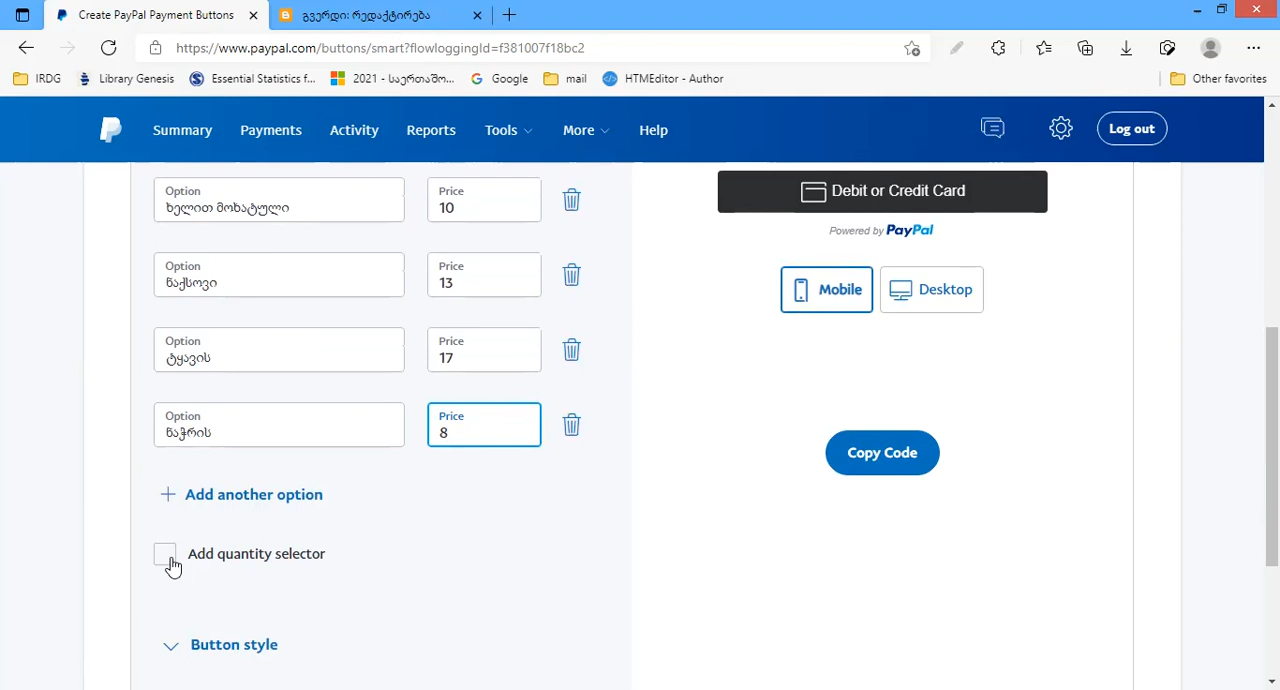 Create PayPal Payment Buttons
გვერდი: რედაქტირება
https://www.paypal.com/buttons/smart?flowloggingId=f381007f18bc2
IRDG
Library Genesis
Essential Statistics f...
2021 - საერთაშო...
Google
mail
HTMEditor - Author
Other favorites
Summary
Payments
Activity
Reports
Tools
More
Help
Log out
Option
ხელით მოხატული
Price
10
Debit or Credit Card
Powered by PayPal
Option
ნაქსოვი
Price
13
Mobile
Desktop
Option
ტყავის
Price
17
Option
ნაჭრის
Price
8
Copy Code
Add another option
Add quantity selector
Button style